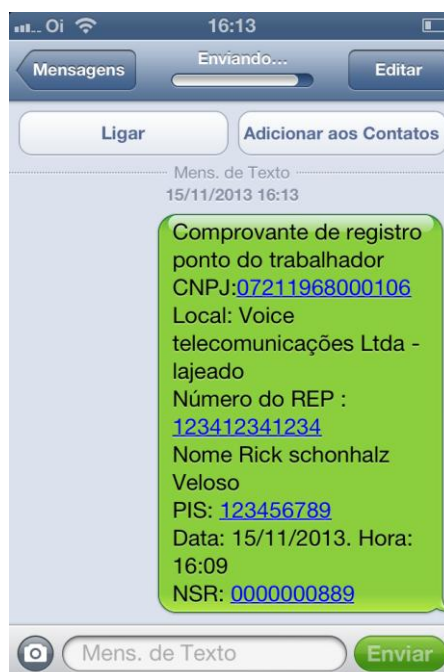 Oi 16:13
Mensagens Enviando... Editar
Ligar Adicionar aos Contatos
Mens. de Texto
15/11/2013 16:13
Comprovante de registro
ponto do trabalhador
CNPJ:07211968000106
Local: Voice
telecomunicações Ltda -
lajeado
Número do REP :
123412341234
Nome Rick schonhalz
Veloso
PIS: 123456789
Data: 15/11/2013. Hora:
16:09
NSR: 0000000889
Mens. de Texto Enviar